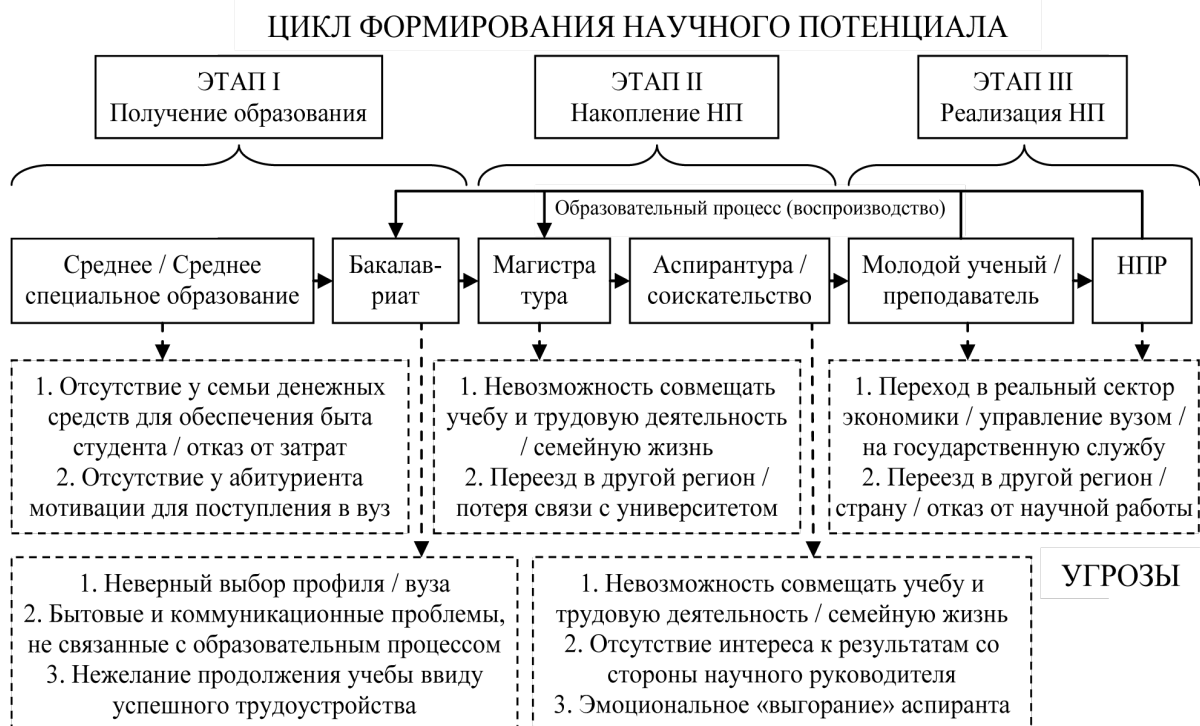 ЦИКЛ ФОРМИРОВАНИЯ НАУЧНОГО ПОТЕНЦИАЛА
ЭТАП I
Получение образования
ЭТАП II
Накопление НП
ЭТАП III
Реализация НП
Образовательный процесс (воспроизводство)
Среднее / Среднее
специальное образование
Бакалав-
риат
Магистра
тура
Аспирантура /
соискательство
Молодой ученый /
преподаватель
НПР
1. Отсутствие у семьи денежных
средств для обеспечения быта
студента / отказ от затрат
2. Отсутствие у абитуриента
мотивации для поступления в вуз
1. Невозможность совмещать
учебу и трудовую деятельность
/ семейную жизнь
2. Переезд в другой регион /
потеря связи с университетом
1. Переход в реальный сектор
экономики / управление вузом /
на государственную службу
2. Переезд в другой регион /
страну / отказ от научной работы
1. Неверный выбор профиля / вуза
2. Бытовые и коммуникационные проблемы,
не связанные с образовательным процессом
3. Нежелание продолжения учебы ввиду
успешного трудоустройства
1. Невозможность совмещать учебу и
трудовую деятельность / семейную жизнь
2. Отсутствие интереса к результатам со
стороны научного руководителя
3. Эмоциональное «выгорание» аспиранта
УГРОЗЫ